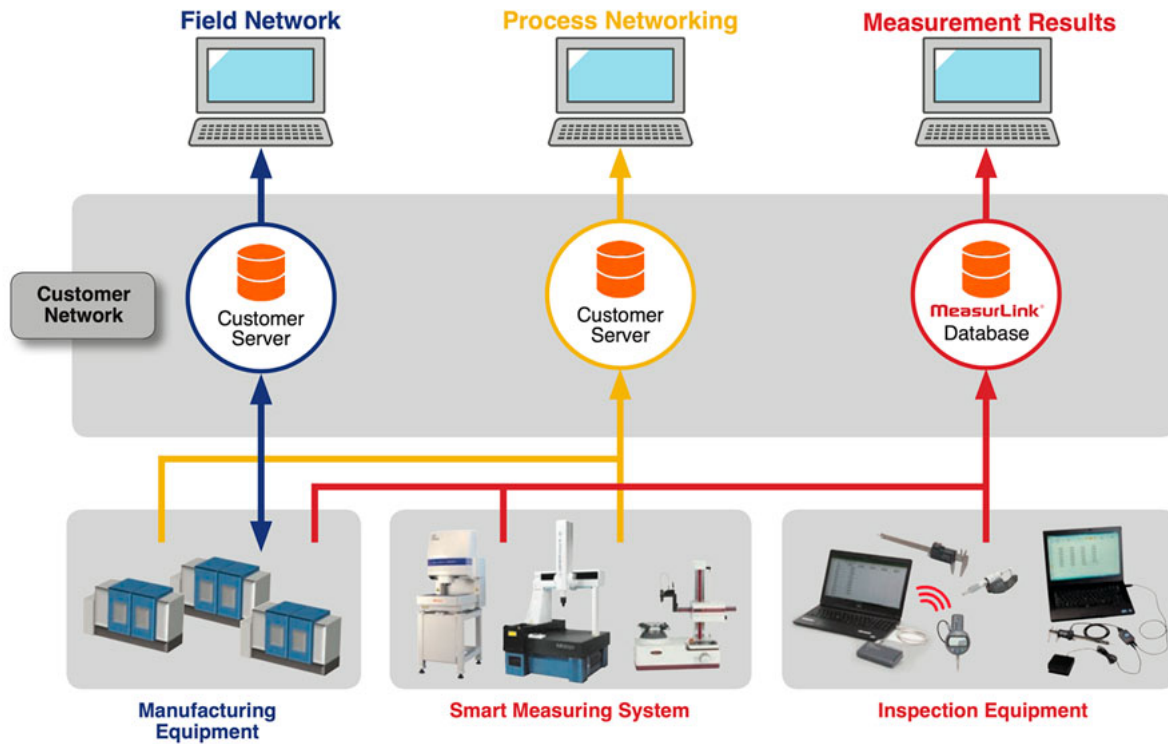 Field Network
Process Networking
Measurement Results
Customer
Network
Customer
Server
Customer
Server
MeasurLink®
Database
Manufacturing
Equipment
Smart Measuring System
Inspection Equipment